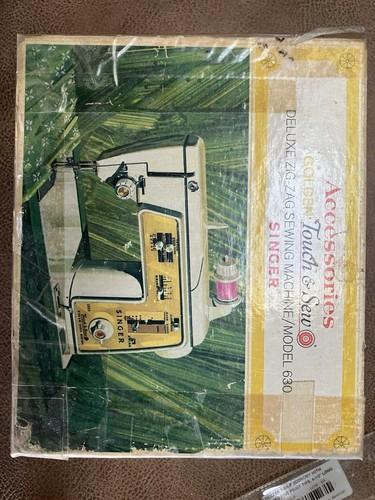 Accessories
GOLDEN Touch & Sew
DELUXE ZIG-ZAG SEWING MACHINE/MODEL 630
SINGER
SINGER